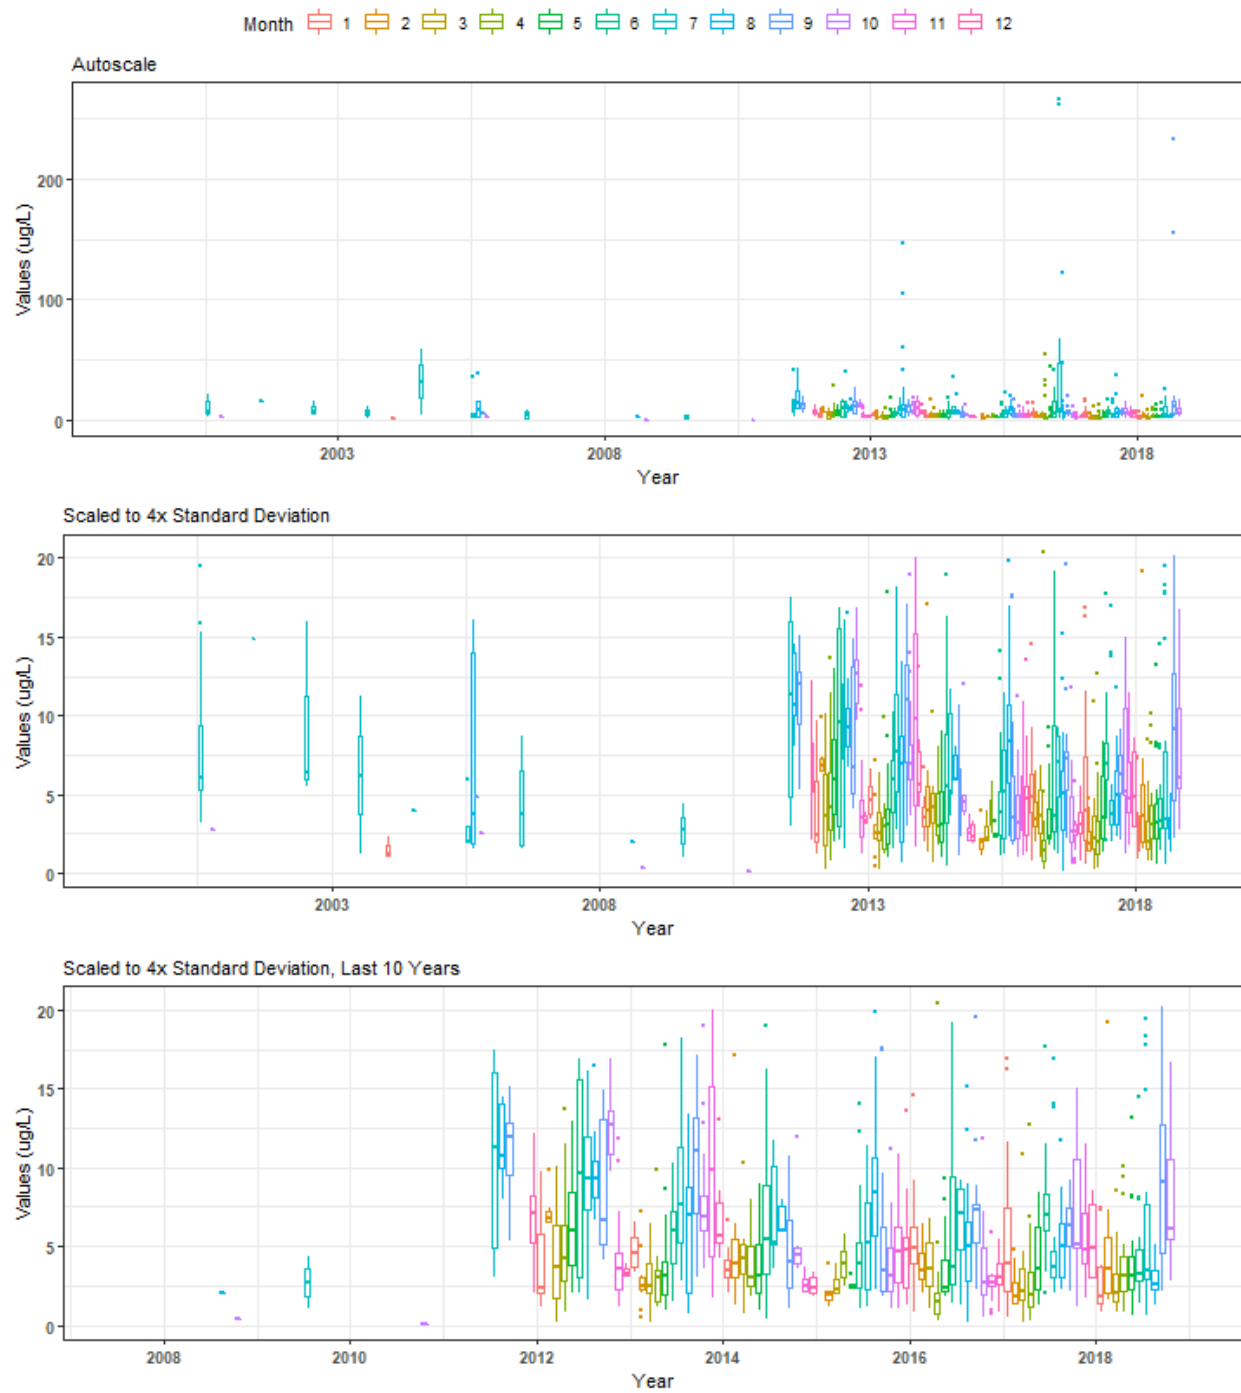 Month 1 2 3 4 5 6 7 8 9 10 11 12
Autoscale
Values (ug/L)
200
100
0
2003 2008 2013 2018
Year
Scaled to 4x Standard Deviation
Values (ug/L)
20
15
10
5
0
2003 2008 2013 2018
Year
Scaled to 4x Standard Deviation, Last 10 Years
Values (ug/L)
20
15
10
5
0
2008 2010 2012 2014 2016 2018
Year